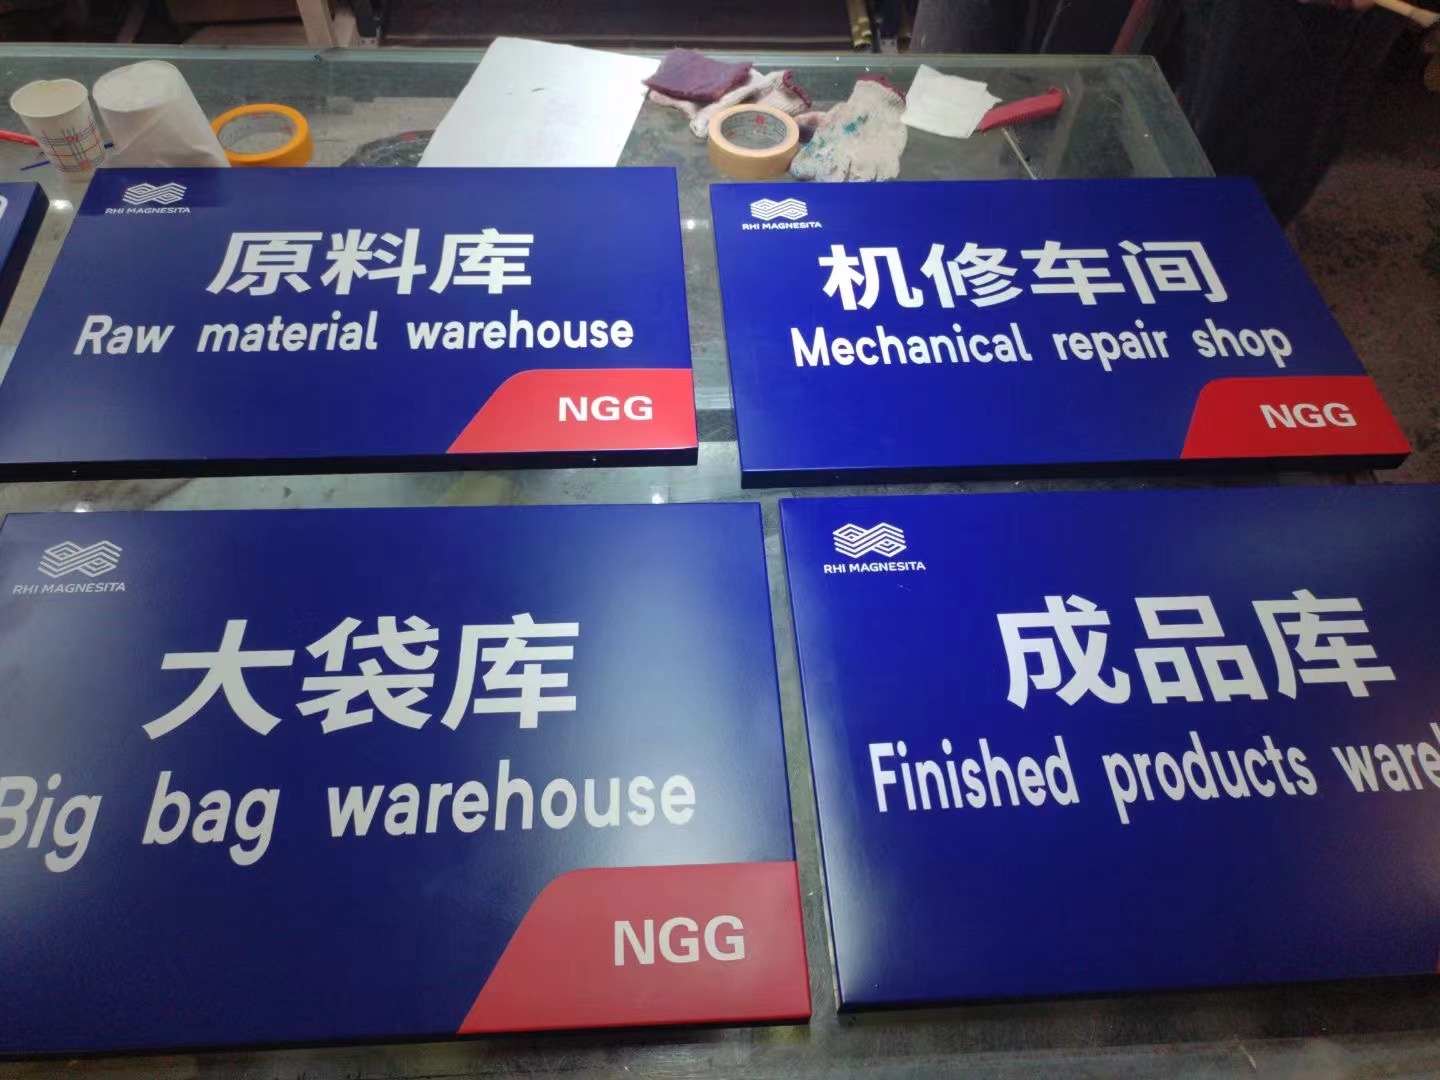 RHI MAGNESITA
原料库
Raw material warehouse
NGG
RHI MAGNESITA
机修车间
Mechanical repair shop
NGG
RHI MAGNESITA
大袋库
Big bag warehouse
NGG
RHI MAGNESITA
成品库
Finished products